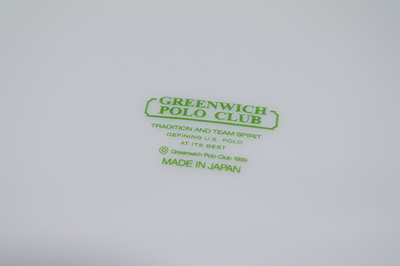 GREENWICH
POLO CLUB
TRADITION AND TEAM SPIRIT
DEFINING U.S. POLO
AT ITS BEST
© Greenwich Polo Club 1999
MADE IN JAPAN